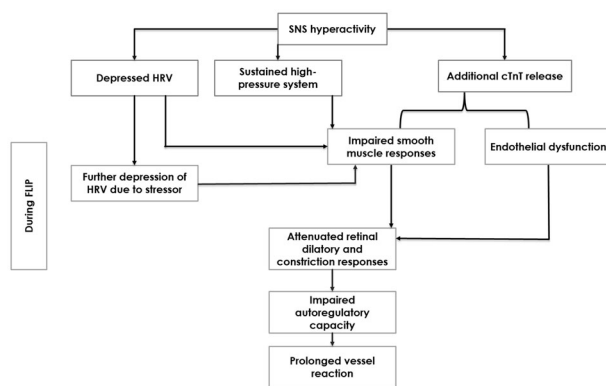 SNS hyperactivity
Depressed HRV
Sustained high-
pressure system
Additional cTnT release
Impaired smooth
muscle responses
Endothelial dysfunction
During FLIP
Further depression of
HRV due to stressor
Attenuated retinal
dilatory and
constriction responses
Impaired
autoregulatory
capacity
Prolonged vessel
reaction